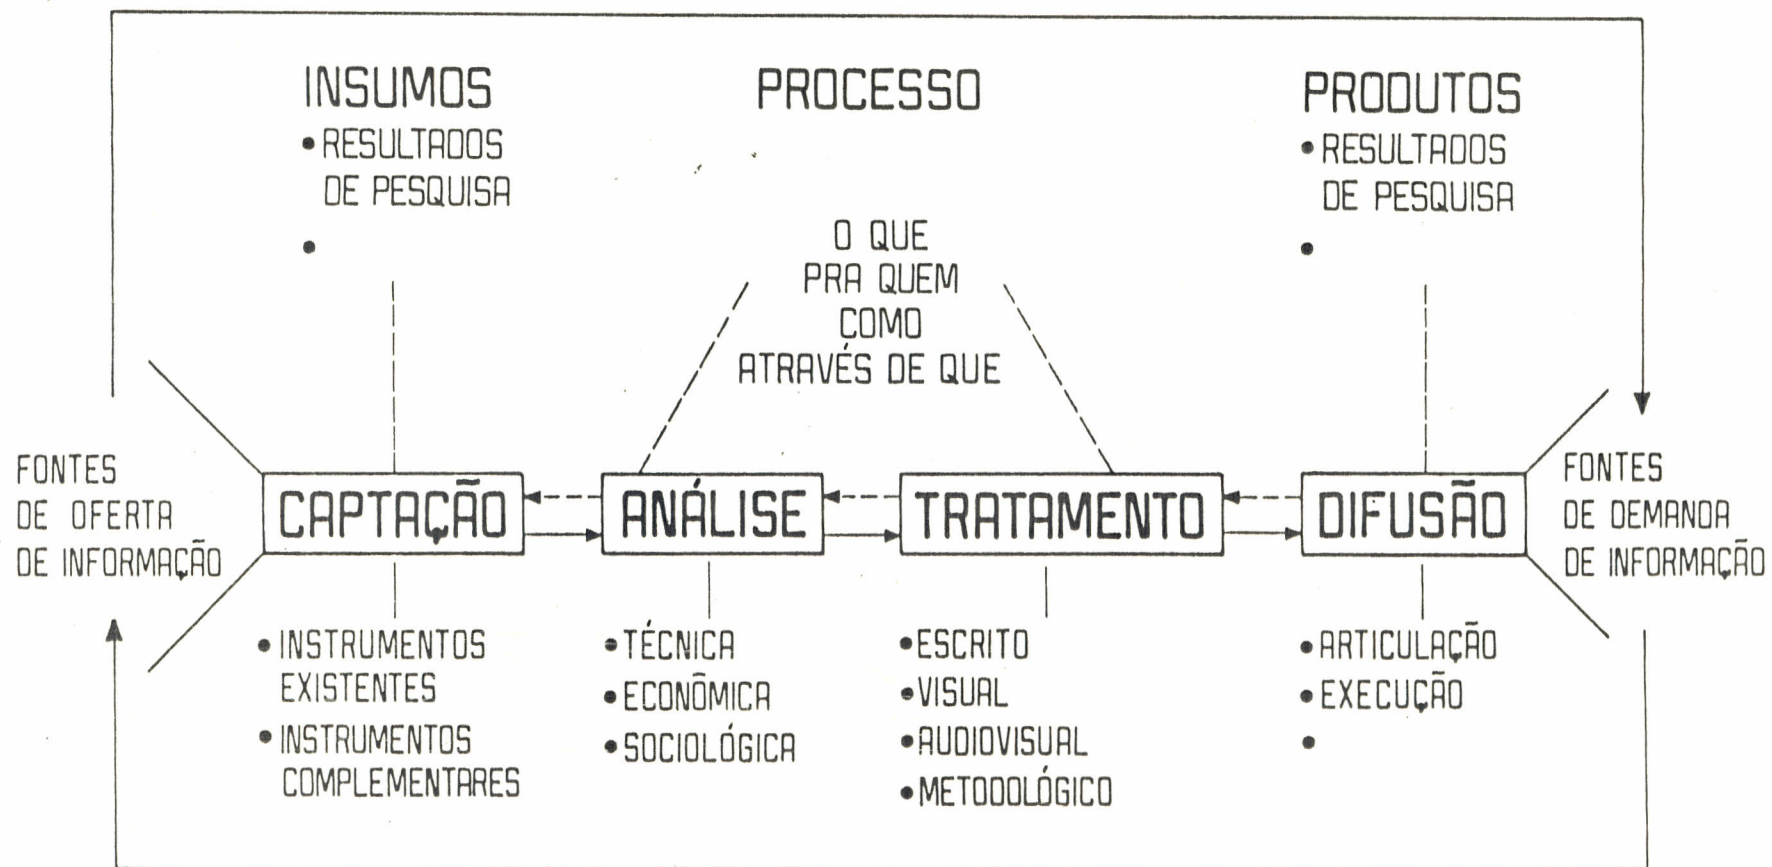 INSUMOS
• RESULTADOS
DE PESQUISA
•
PROCESSO
O QUE
PRA QUEM
COMO
ATRAVÉS DE QUE
PRODUTOS
• RESULTADOS
DE PESQUISA
•
FONTES
DE OFERTA
DE INFORMAÇÃO
CAPTAÇÃO
ANÁLISE
TRATAMENTO
DIFUSÃO
FONTES
DE DEMANDA
DE INFORMAÇÃO
• INSTRUMENTOS
EXISTENTES
• INSTRUMENTOS
COMPLEMENTARES
• TÉCNICA
• ECONÔMICA
• SOCIOLÓGICA
• ESCRITO
• VISUAL
• AUDIOVISUAL
• METODOLÓGICO
• ARTICULAÇÃO
• EXECUÇÃO
•